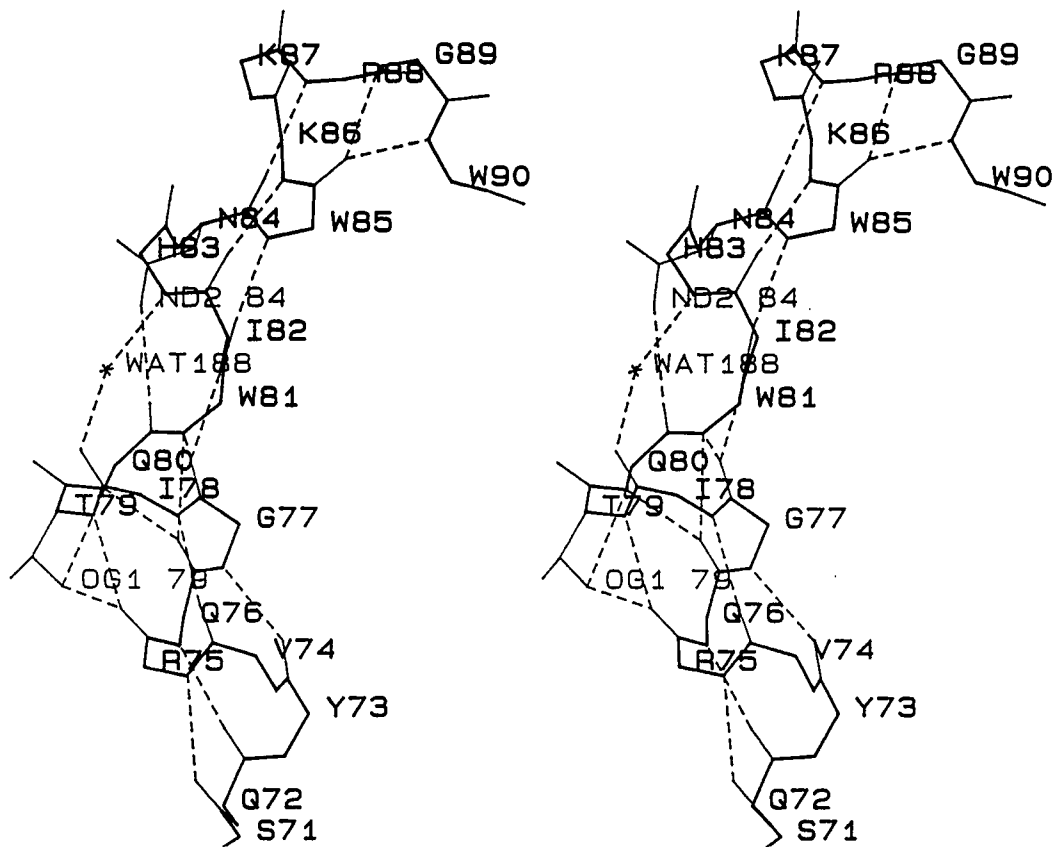 K87 G89 K87 G89
R88 R88
K86 K86
W90 W90
N84 W85 N84 W85
H83 H83
ND2 84 ND2 84
I82 I82
WAT188 WAT188
W81 W81
Q80 Q80
I78 I78
T79 G77 T79 G77
OG1 79 OG1 79
Q76 Q76
V74 V74
R75 R75
Y73 Y73
Q72 Q72
S71 S71